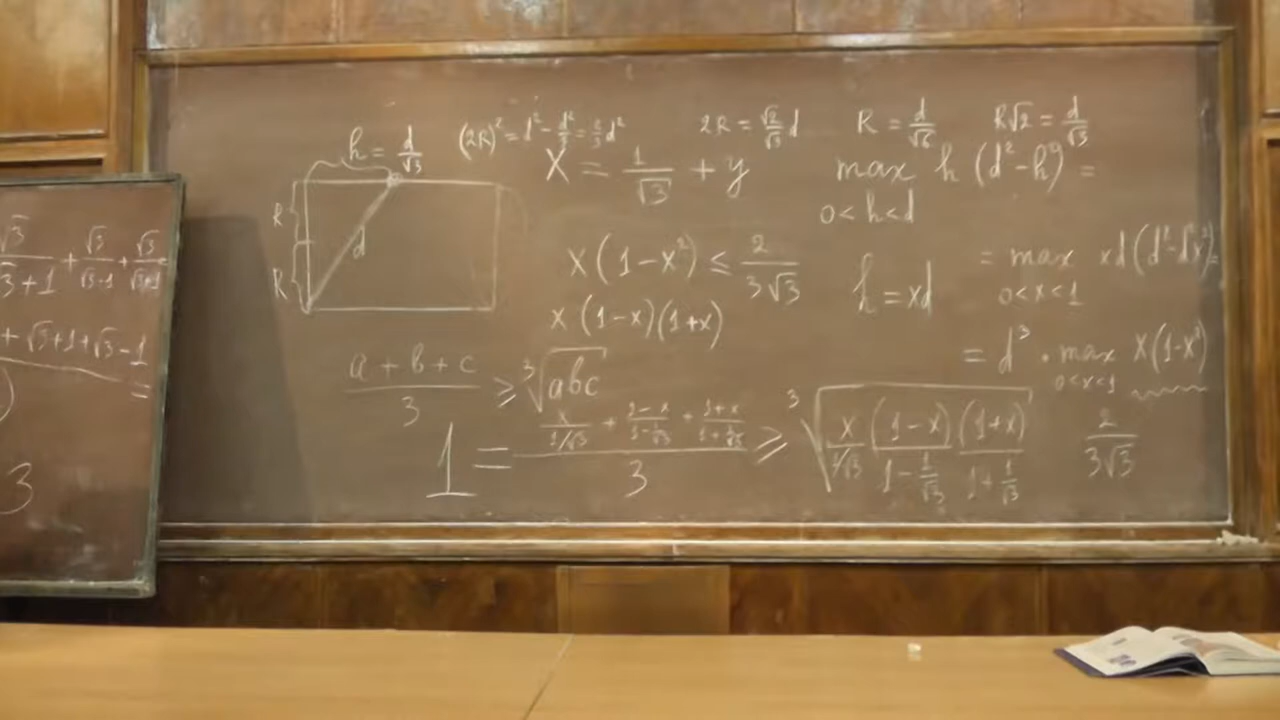 √3/(√3+1) + √3/(√3-1) + √3/(√3+1)
+ √3+1+√3-1
=
3
h = d/√3
R
R
d
(2R)² = d² - d²/3 = 2/3 d²
2R = √2/√3 d
R = d/√6
R√2 = d/√3
X = 1/√3 + y
max h (d²-h²) =
0<h<d
x(1-x²) ≤ 2/(3√3)
h = xd
= max xd(d²-d²x²) =
0<x<1
x(1-x)(1+x)
= d³ · max x(1-x²)
0<x<1
(a+b+c)/3 ≥ ∛(abc)
1 = (x/(1/√3) + (1-x)/(1-1/√3) + (1+x)/(1+1/√3))/3 ≥ ∛(x/(1/√3) (1-x)/(1-1/√3) (1+x)/(1+1/√3))
2/(3√3)